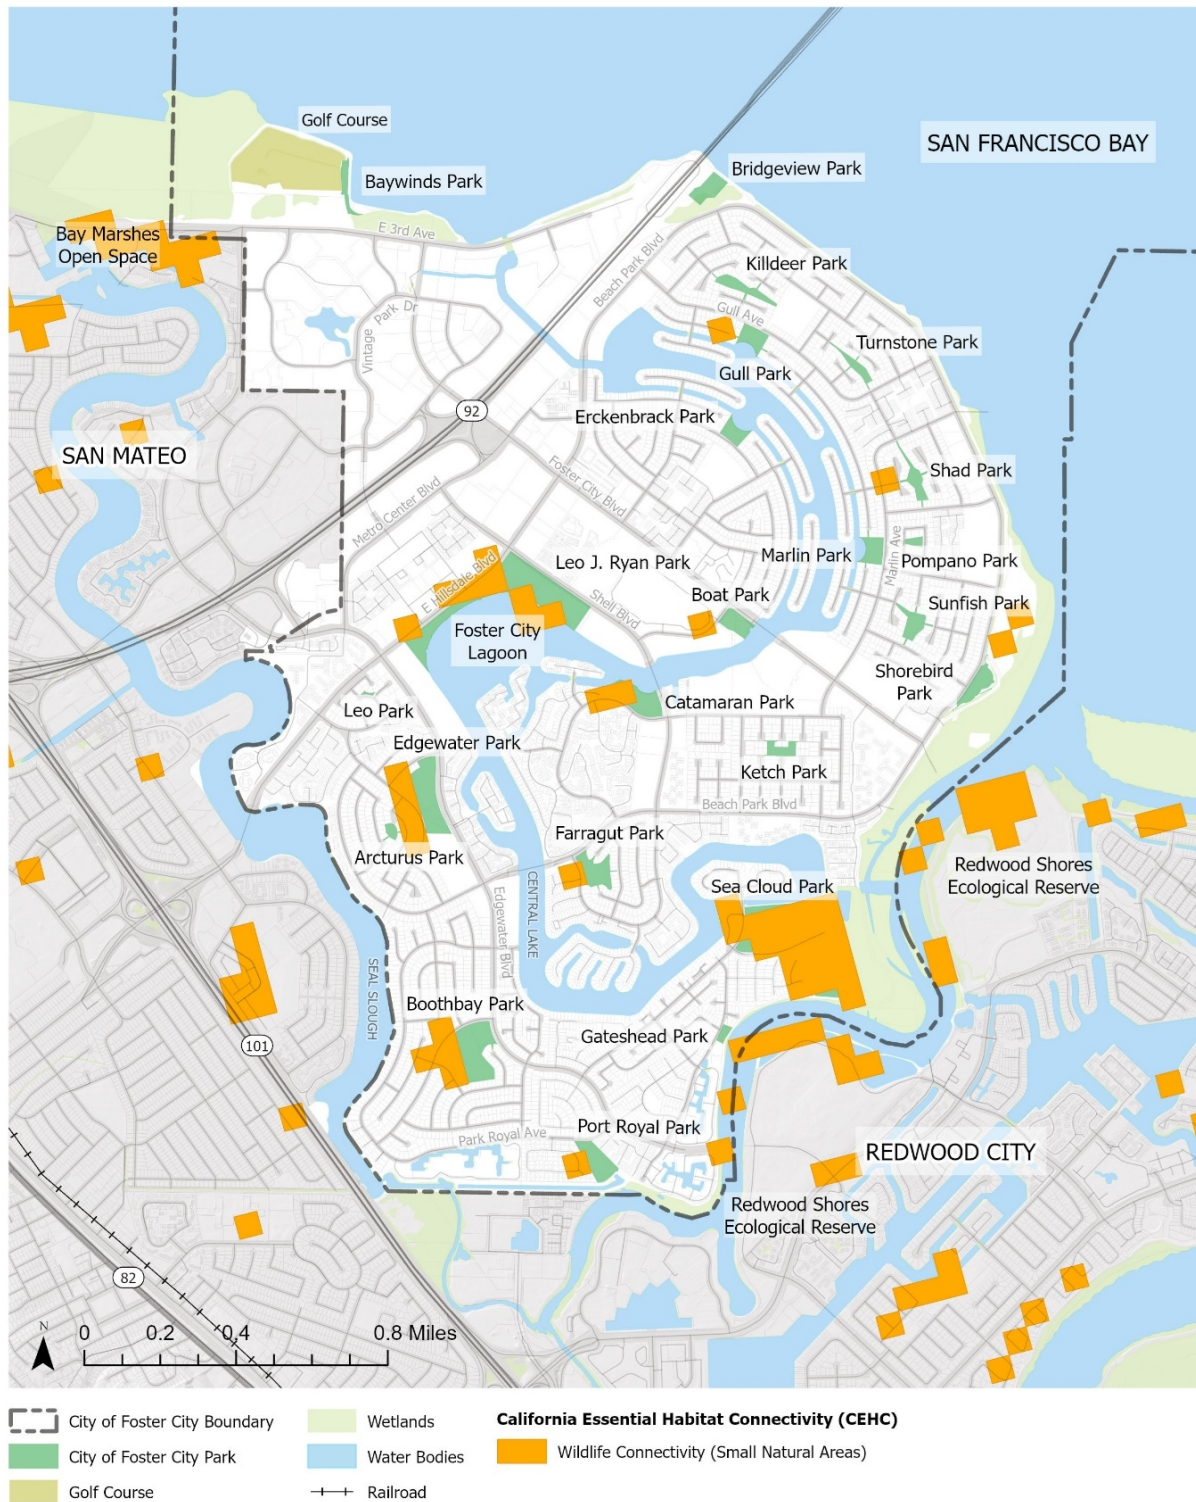 Golf Course
SAN FRANCISCO BAY
Bridgeview Park
Baywinds Park
E 3rd Ave
Bay Marshes
Open Space
Beach Park Blvd
Killdeer Park
Gull Ave
Vintage
Park Dr
Turnstone Park
Gull Park
92
Erckenbrack Park
SAN MATEO
Shad Park
Foster City Blvd
Metro Center Blvd
Leo J. Ryan Park
Marlin Park
Marlin Ave
Pompano Park
E Hillsdale Blvd
Shell Blvd
Boat Park
Sunfish Park
Foster City
Lagoon
Shorebird
Park
Leo Park
Catamaran Park
Edgewater Park
Ketch Park
Beach Park Blvd
Farragut Park
Arcturus Park
Redwood Shores
Ecological Reserve
Sea Cloud Park
CENTRAL LAKE
Edgewater Blvd
SEAL SLOUGH
Boothbay Park
Gateshead Park
101
Park Royal Ave
Port Royal Park
REDWOOD CITY
Redwood Shores
Ecological Reserve
82
N
0 0.2 0.4 0.8 Miles
City of Foster City Boundary
City of Foster City Park
Golf Course
Wetlands
Water Bodies
Railroad
California Essential Habitat Connectivity (CEHC)
Wildlife Connectivity (Small Natural Areas)